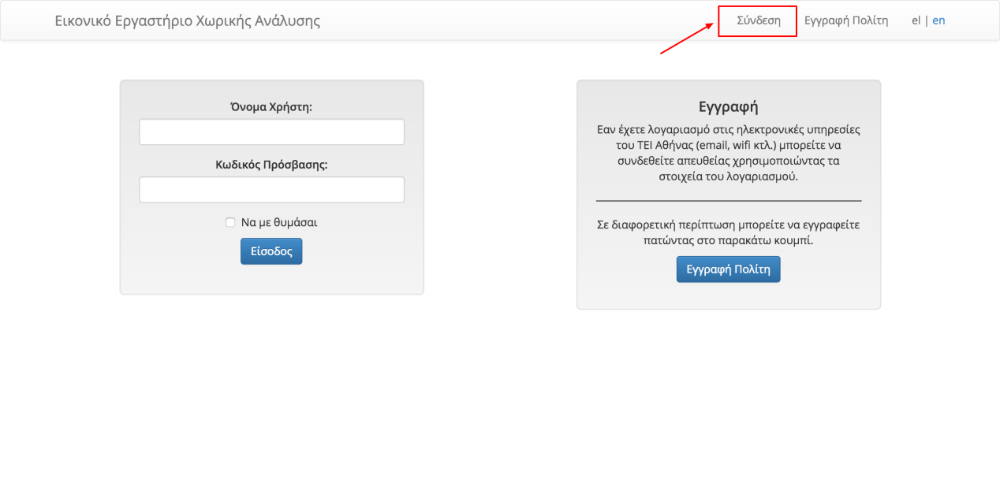 Εικονικό Εργαστήριο Χωρικής Ανάλυσης
Σύνδεση
Εγγραφή Πολίτη
el | en
Όνομα Χρήστη:
Κωδικός Πρόσβασης:
Να με θυμάσαι
Είσοδος
Εγγραφή
Εαν έχετε λογαριασμό στις ηλεκτρονικές υπηρεσίες
του ΤΕΙ Αθήνας (email, wifi κτλ.) μπορείτε να
συνδεθείτε απευθείας χρησιμοποιώντας τα
στοιχεία του λογαριασμού.
Σε διαφορετική περίπτωση μπορείτε να εγγραφείτε
πατώντας στο παρακάτω κουμπί.
Εγγραφή Πολίτη